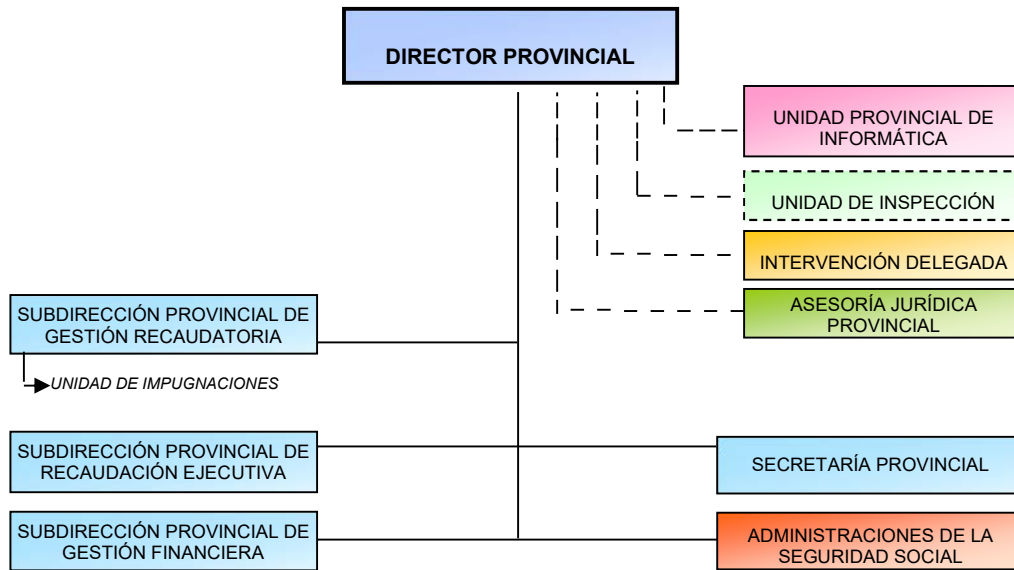 DIRECTOR PROVINCIAL
UNIDAD PROVINCIAL DE
INFORMÁTICA
UNIDAD DE INSPECCIÓN
INTERVENCIÓN DELEGADA
ASESORÍA JURÍDICA
PROVINCIAL
SUBDIRECCIÓN PROVINCIAL DE
GESTIÓN RECAUDATORIA
UNIDAD DE IMPUGNACIONES
SUBDIRECCIÓN PROVINCIAL DE
RECAUDACIÓN EJECUTIVA
SECRETARÍA PROVINCIAL
SUBDIRECCIÓN PROVINCIAL DE
GESTIÓN FINANCIERA
ADMINISTRACIONES DE LA
SEGURIDAD SOCIAL